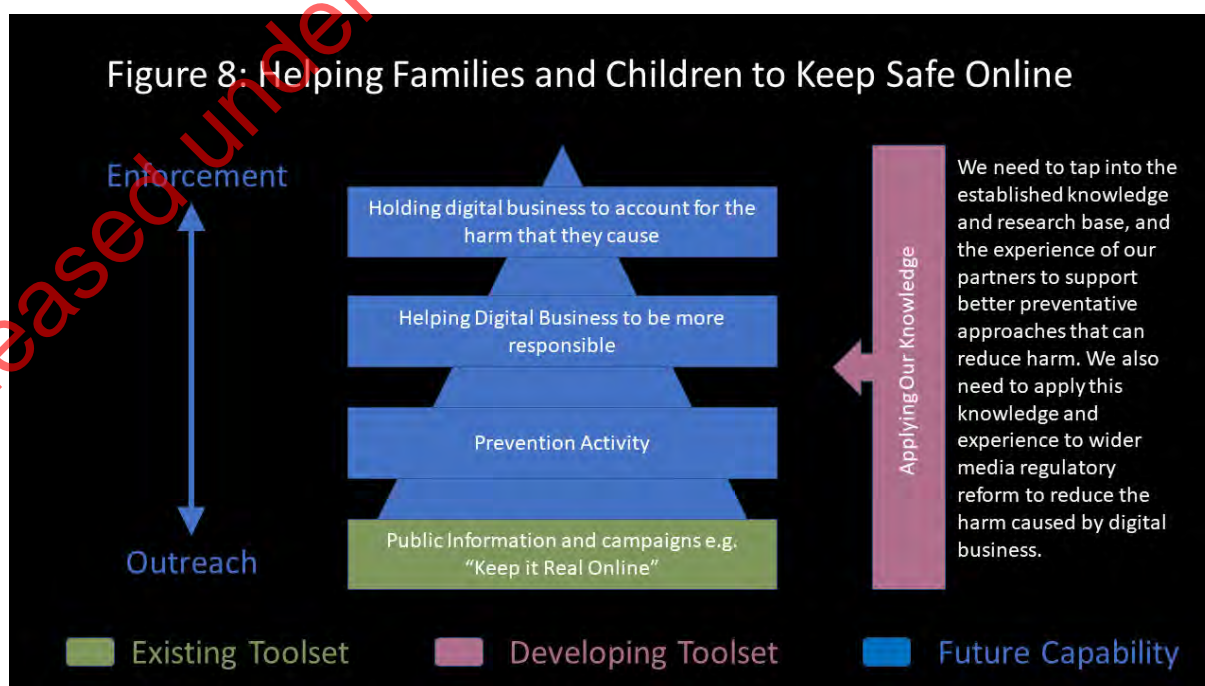 Figure 8: Helping Families and Children to Keep Safe Online
Enforcement
Outreach
Holding digital business to account for the
harm that they cause
Helping Digital Business to be more
responsible
Prevention Activity
Public Information and campaigns e.g.
“Keep it Real Online”
Applying Our Knowledge
We need to tap into the
established knowledge
and research base, and
the experience of our
partners to support
better preventative
approaches that can
reduce harm. We also
need to apply this
knowledge and
experience to wider
media regulatory
reform to reduce the
harm caused by digital
business.
Existing Toolset
Developing Toolset
Future Capability
eased under